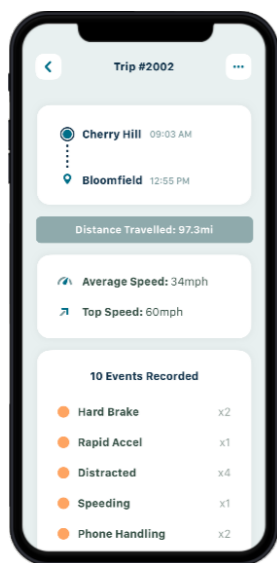 Trip #2002
Cherry Hill 09:03 AM
Bloomfield 12:55 PM
Distance Travelled: 97.3mi
Average Speed: 34mph
Top Speed: 60mph
10 Events Recorded
Hard Brake x2
Rapid Accel x1
Distracted x4
Speeding x1
Phone Handling x2